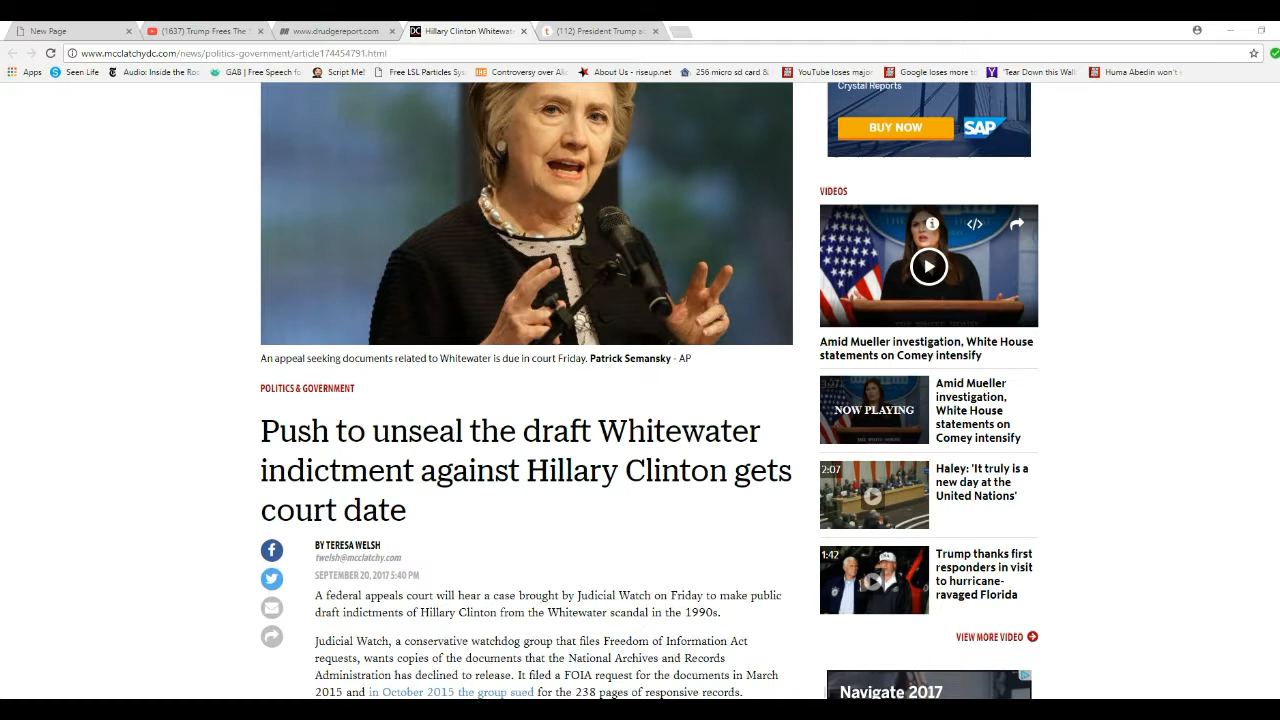 New Page
(1637) Trump Frees The
www.drudgereport.com
Hillary Clinton Whitewate
(112) President Trump a
www.mcclatchydc.com/news/politics-government/article174454791.html
Apps
Seen Life
Audio: Inside the Ro
GAB | Free Speech fo
Script Me!
Free LSL Particles Sys
Controversy over Ali
About Us - riseup.net
256 micro sd card &
YouTube loses major
Google loses more t
'Tear Down this Wall
Huma Abedin won't
Crystal Reports
BUY NOW
SAP
VIDEOS
An appeal seeking documents related to Whitewater is due in court Friday. Patrick Semansky - AP
POLITICS & GOVERNMENT
Push to unseal the draft Whitewater
indictment against Hillary Clinton gets
court date
BY TERESA WELSH
twelsh@mcclatchy.com
SEPTEMBER 20, 2017 5:40 PM
A federal appeals court will hear a case brought by Judicial Watch on Friday to make public
draft indictments of Hillary Clinton from the Whitewater scandal in the 1990s.
Judicial Watch, a conservative watchdog group that files Freedom of Information Act
requests, wants copies of the documents that the National Archives and Records
Administration has declined to release. It filed a FOIA request for the documents in March
2015 and in October 2015 the group sued for the 238 pages of responsive records.
Amid Mueller investigation, White House
statements on Comey intensify
NOW PLAYING
Amid Mueller
investigation,
White House
statements on
Comey intensify
2:07
Haley: 'It truly is a
new day at the
United Nations'
1:42
Trump thanks first
responders in visit
to hurricane-
ravaged Florida
VIEW MORE VIDEO
Navigate 2017